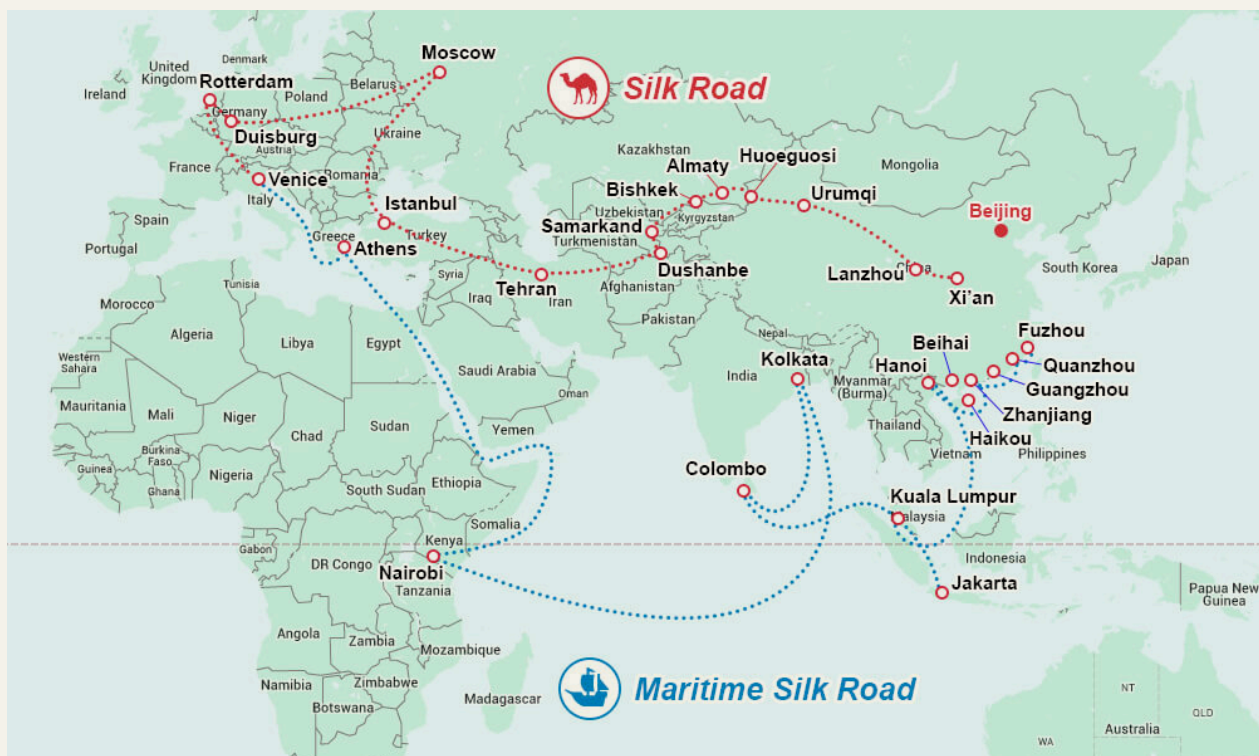 Moscow
United
Kingdom
Denmark
Silk Road
Rotterdam
Ireland
Belarus
Poland
Germany
Duisburg
Ukraine
Austria
Kazakhstan
Almaty
Huoeguosi
Mongolia
France
Venice
Romania
Italy
Bishkek
Urumqi
Istanbul
Uzbekistan
Kyrgyzstan
Beijing
Spain
Portugal
Greece
Turkey
Athens
Samarkand
Turkmenistan
Dushanbe
Lanzhou
China
South Korea
Japan
Tunisia
Syria
Tehran
Iraq
Iran
Afghanistan
Xi'an
Morocco
Pakistan
Algeria
Libya
Egypt
Nepal
Fuzhou
Beihai
Western
Sahara
Saudi Arabia
Kolkata
India
Hanoi
Quanzhou
Myanmar
(Burma)
Guangzhou
Oman
Mauritania
Mali
Niger
Sudan
Chad
Yemen
Zhanjiang
Thailand
Haikou
Vietnam
Philippines
Burkina
Faso
Guinea
Ghana
Nigeria
South Sudan
Ethiopia
Colombo
Kuala Lumpur
Malaysia
Somalia
Gabon
Kenya
DR Congo
Indonesia
Nairobi
Tanzania
Jakarta
Papua New
Guinea
Angola
Zambia
Mozambique
Maritime Silk Road
Namibia
Zimbabwe
Botswana
Madagascar
NT
QLD
Australia
WA